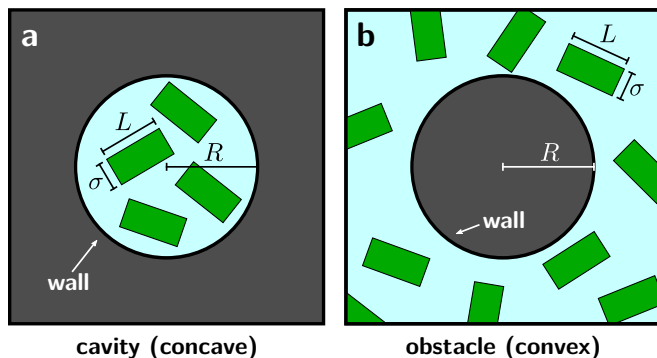 a
L
σ
R
wall
cavity (concave)
b
L
σ
R
wall
obstacle (convex)